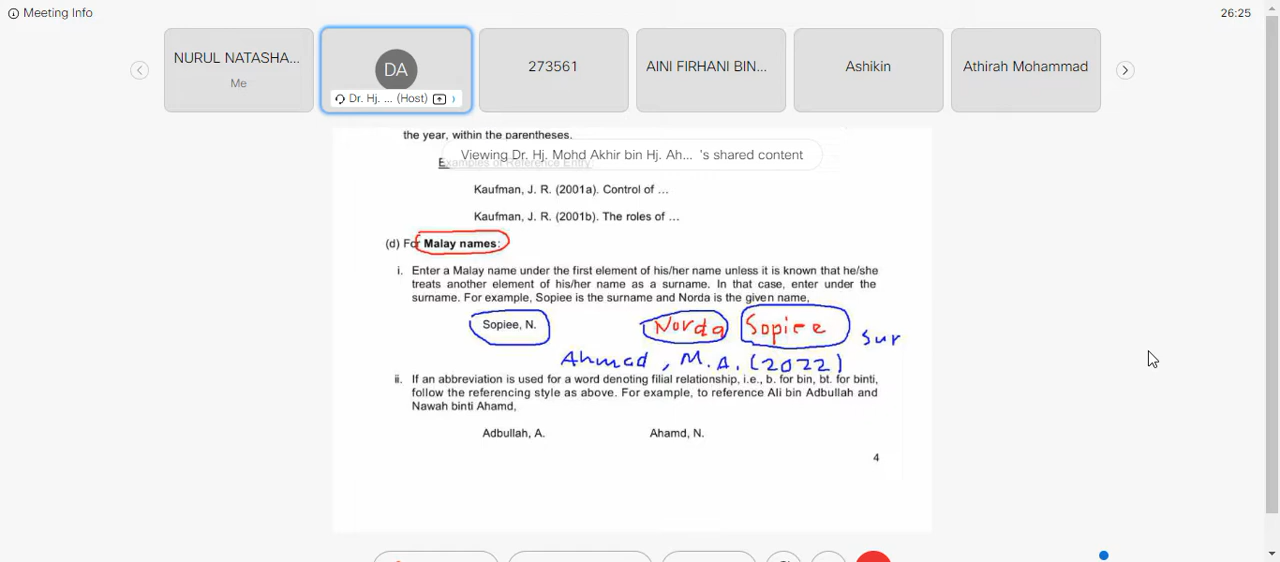 Meeting Info
26:25
NURUL NATASHA...
Me
DA
Dr. Hj. ... (Host)
273561
AINI FIRHANI BIN...
Ashikin
Athirah Mohammad
the year, within the parentheses.
Viewing Dr. Hj. Mohd Akhir bin Hj. Ah... 's shared content
Examples of Reference Entry:
Kaufman, J. R. (2001a). Control of ...
Kaufman, J. R. (2001b). The roles of ...
(d) For Malay names:
i. Enter a Malay name under the first element of his/her name unless it is known that he/she
treats another element of his/her name as a surname. In that case, enter under the
surname. For example, Sopiee is the surname and Norda is the given name,
Sopiee, N. Norda Sopiee
Sur
Ahmad, M.A. (2022)
ii. If an abbreviation is used for a word denoting filial relationship, i.e., b. for bin, bt. for binti,
follow the referencing style as above. For example, to reference Ali bin Adbullah and
Nawah binti Ahamd,
Adbullah, A. Ahamd, N.
4